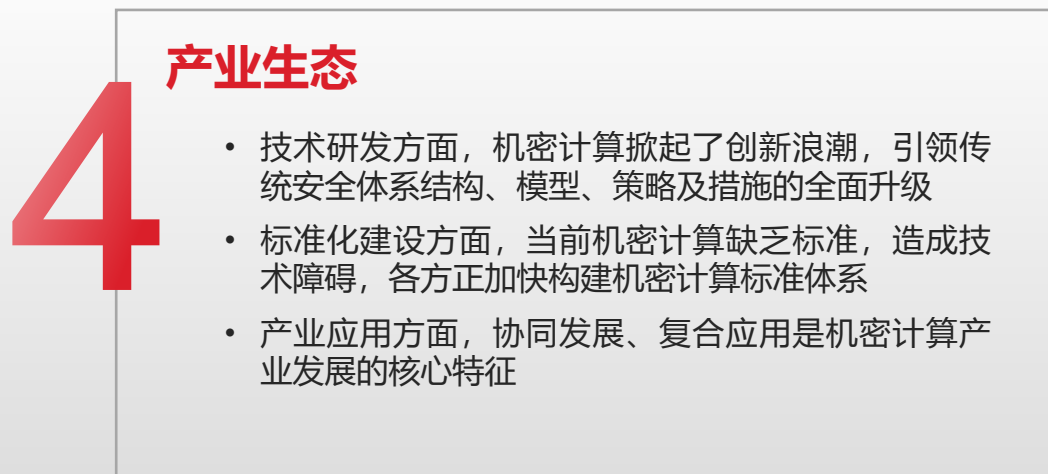 4
产业生态
• 技术研发方面，机密计算掀起了创新浪潮，引领传
统安全体系结构、模型、策略及措施的全面升级
• 标准化建设方面，当前机密计算缺乏标准，造成技
术障碍，各方正加快构建机密计算标准体系
• 产业应用方面，协同发展、复合应用是机密计算产
业发展的核心特征